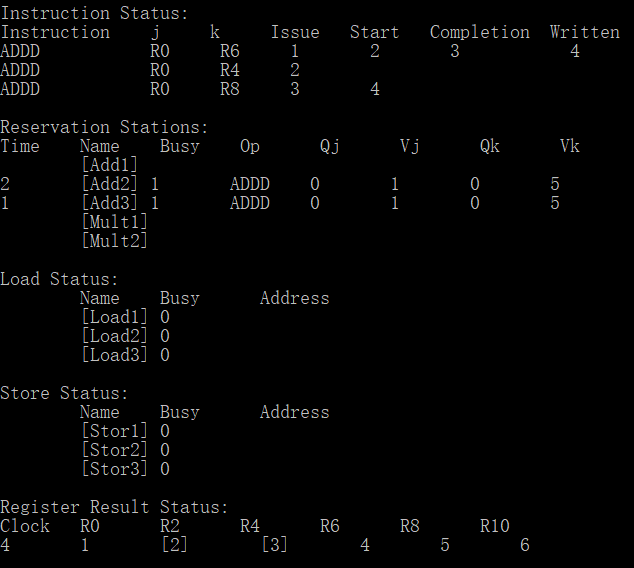 Instruction Status:
Instruction j k Issue Start Completion Written
ADDD R0 R6 1 2 3 4
ADDD R0 R4 2
ADDD R0 R8 3 4
Reservation Stations:
Time Name Busy Op Qj Vj Qk Vk
[Add1]
2 [Add2] 1 ADDD 0 1 0 5
1 [Add3] 1 ADDD 0 1 0 5
[Mult1]
[Mult2]
Load Status:
Name Busy Address
[Load1] 0
[Load2] 0
[Load3] 0
Store Status:
Name Busy Address
[Stor1] 0
[Stor2] 0
[Stor3] 0
Register Result Status:
Clock R0 R2 R4 R6 R8 R10
4 1 [2] [3] 4 5 6